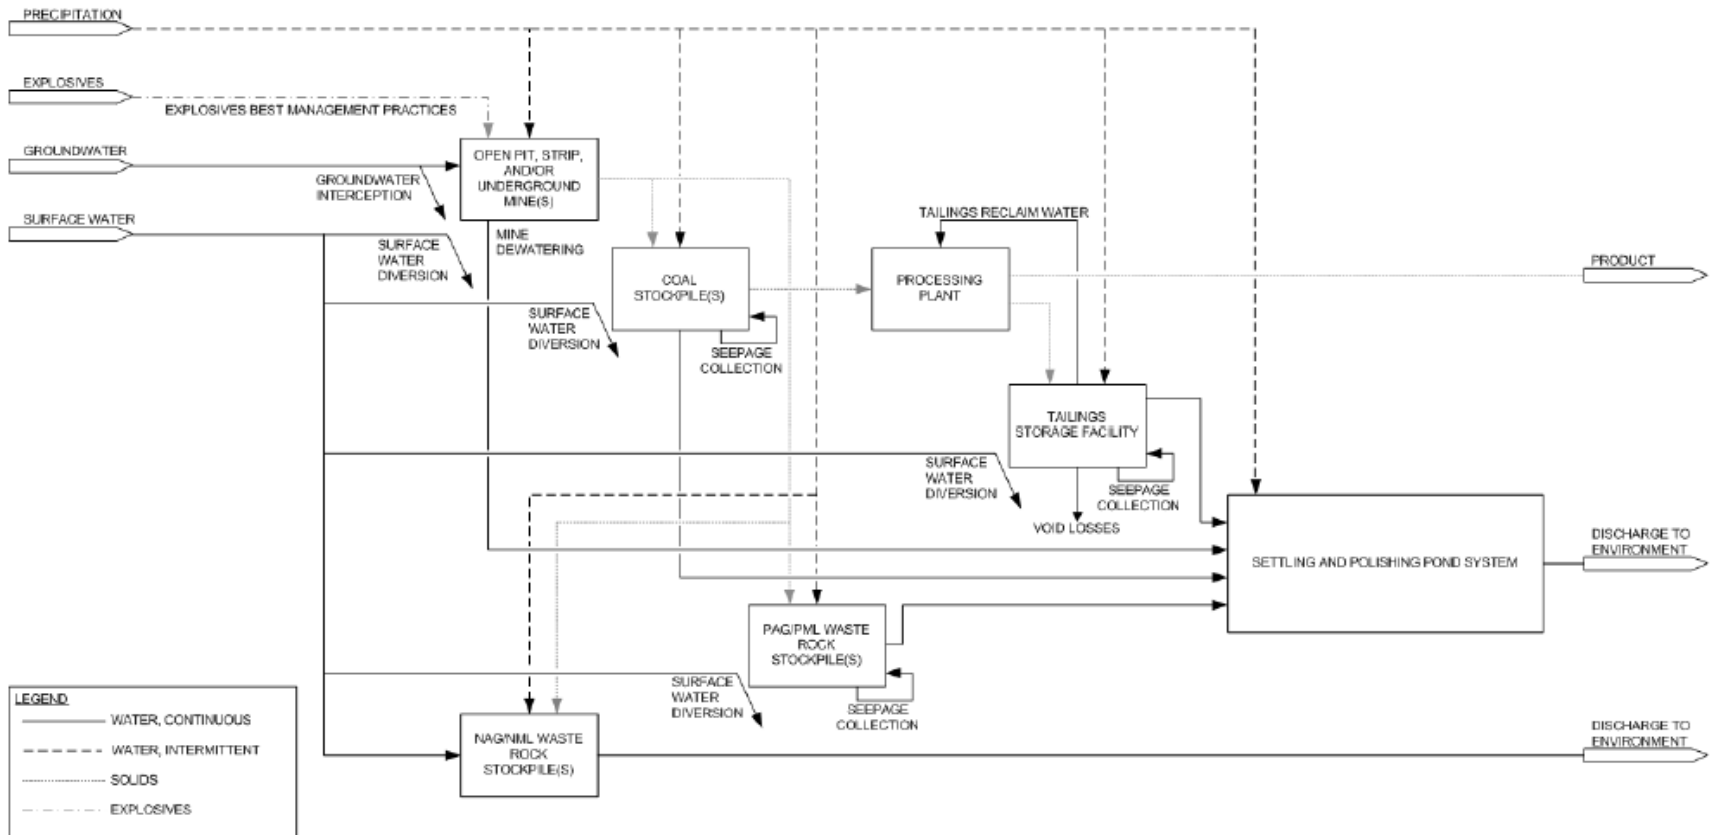 PRECIPITATION
EXPLOSIVES
EXPLOSIVES BEST MANAGEMENT PRACTICES
GROUNDWATER
GROUNDWATER
INTERCEPTION
OPEN PIT, STRIP,
AND/OR
UNDERGROUND
MINE(S)
SURFACE WATER
SURFACE
WATER
DIVERSION
MINE
DEWATERING
TAILINGS RECLAIM WATER
COAL
STOCKPILE(S)
PROCESSING
PLANT
PRODUCT
SURFACE
WATER
DIVERSION
SEEPAGE
COLLECTION
TAILINGS
STORAGE FACILITY
SURFACE
WATER
DIVERSION
SEEPAGE
COLLECTION
VOID LOSSES
SETTLING AND POLISHING POND SYSTEM
DISCHARGE TO
ENVIRONMENT
PAG/PML WASTE
ROCK
STOCKPILE(S)
SURFACE
WATER
DIVERSION
SEEPAGE
COLLECTION
NAG/NML WASTE
ROCK
STOCKPILE(S)
DISCHARGE TO
ENVIRONMENT
LEGEND
WATER, CONTINUOUS
WATER, INTERMITTENT
SOLIDS
EXPLOSIVES